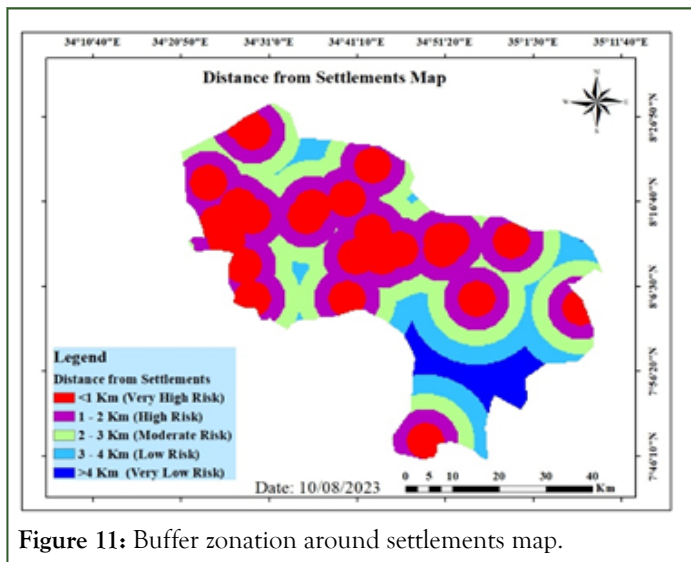 34°10'40"E 34°20'50"E 34°31'0"E 34°41'10"E 34°51'20"E 35°1'30"E 35°11'40"E
Distance from Settlements Map
N
8°26'50"N
8°16'40"N
8°6'30"N
7°56'20"N
7°46'10"N
Legend
Distance from Settlements
<1 Km (Very High Risk)
1 - 2 Km (High Risk)
2 - 3 Km (Moderate Risk)
3 - 4 Km (Low Risk)
>4 Km (Very Low Risk)
Date: 10/08/2023
0 5 10 20 30 40
Km
Figure 11: Buffer zonation around settlements map.